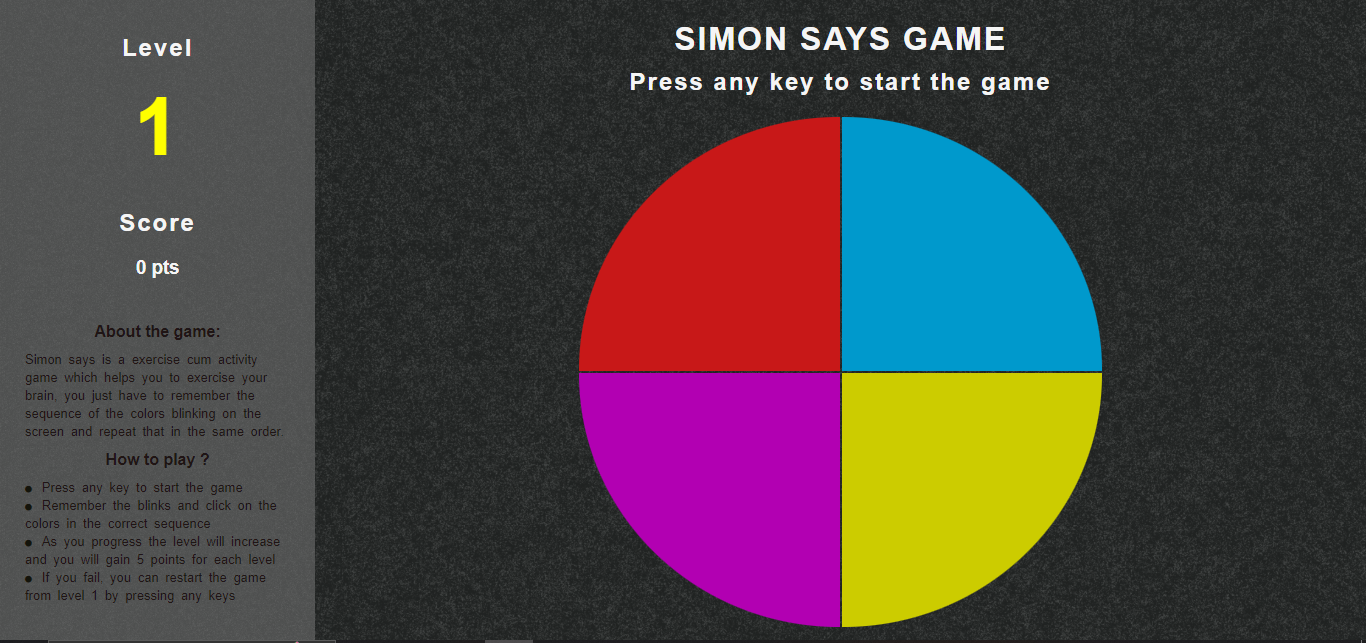 Level
1
Score
0 pts
About the game:
Simon says is a exercise cum activity
game which helps you to exercise your
brain, you just have to remember the
sequence of the colors blinking on the
screen and repeat that in the same order.
How to play ?
● Press any key to start the game
● Remember the blinks and click on the
colors in the correct sequence
● As you progress the level will increase
and you will gain 5 points for each level
● If you fail, you can restart the game
from level 1 by pressing any keys
SIMON SAYS GAME
Press any key to start the game